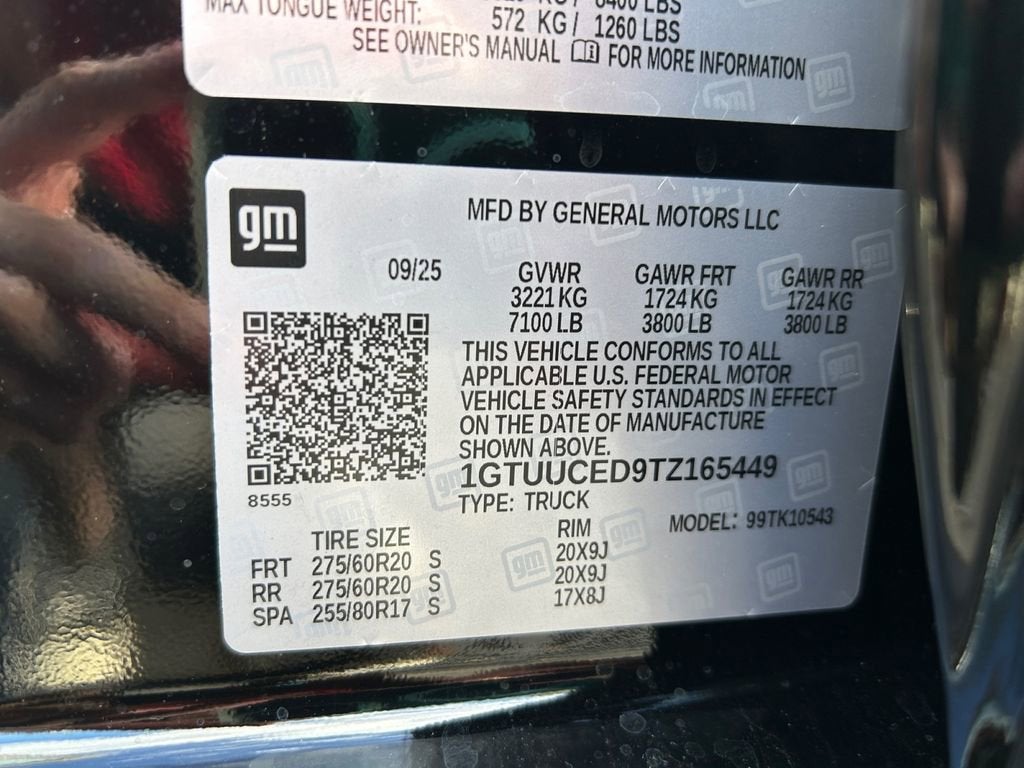 MAX TONGUE WEIGHT: 572 KG / 1260 LBS
SEE OWNER'S MANUAL FOR MORE INFORMATION
gm
MFD BY GENERAL MOTORS LLC
09/25 GVWR GAWR FRT GAWR RR
3221 KG 1724 KG 1724 KG
7100 LB 3800 LB 3800 LB
THIS VEHICLE CONFORMS TO ALL
APPLICABLE U.S. FEDERAL MOTOR
VEHICLE SAFETY STANDARDS IN EFFECT
ON THE DATE OF MANUFACTURE
SHOWN ABOVE.
1GTUUCED9TZ165449
8555
TYPE: TRUCK
MODEL: 99TK10543
TIRE SIZE RIM
FRT 275/60R20 S 20X9J
RR 275/60R20 S 20X9J
SPA 255/80R17 S 17X8J